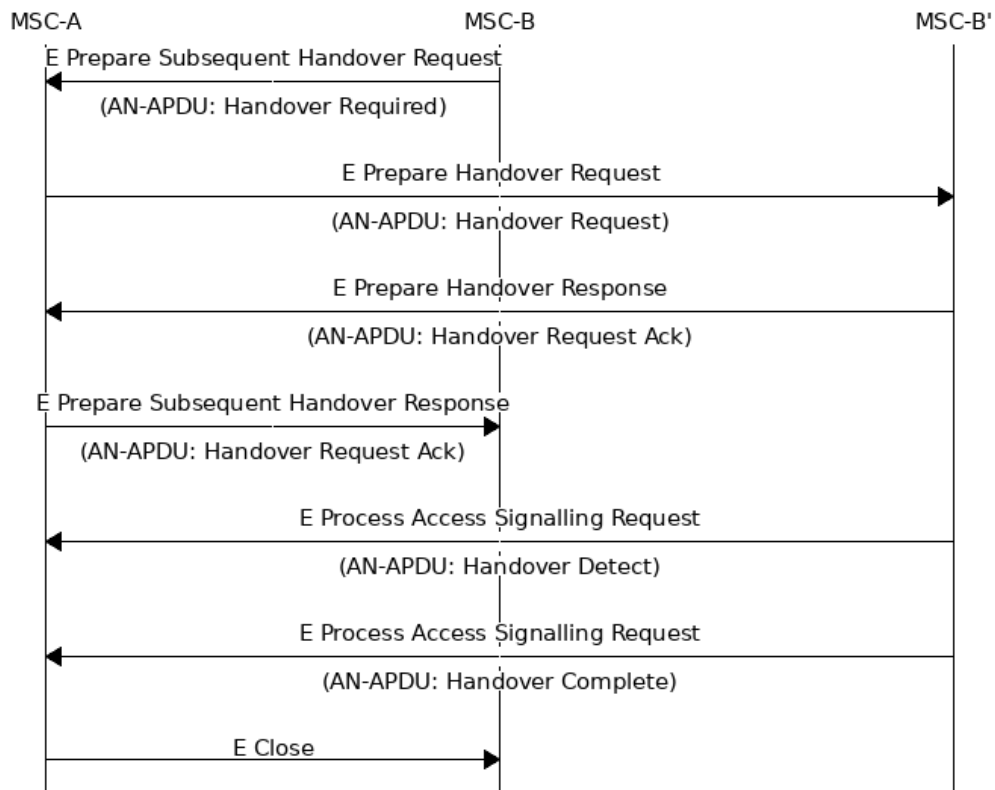 MSC-A MSC-B MSC-B'
E Prepare Subsequent Handover Request
(AN-APDU: Handover Required)
E Prepare Handover Request
(AN-APDU: Handover Request)
E Prepare Handover Response
(AN-APDU: Handover Request Ack)
E Prepare Subsequent Handover Response
(AN-APDU: Handover Request Ack)
E Process Access Signalling Request
(AN-APDU: Handover Detect)
E Process Access Signalling Request
(AN-APDU: Handover Complete)
E Close